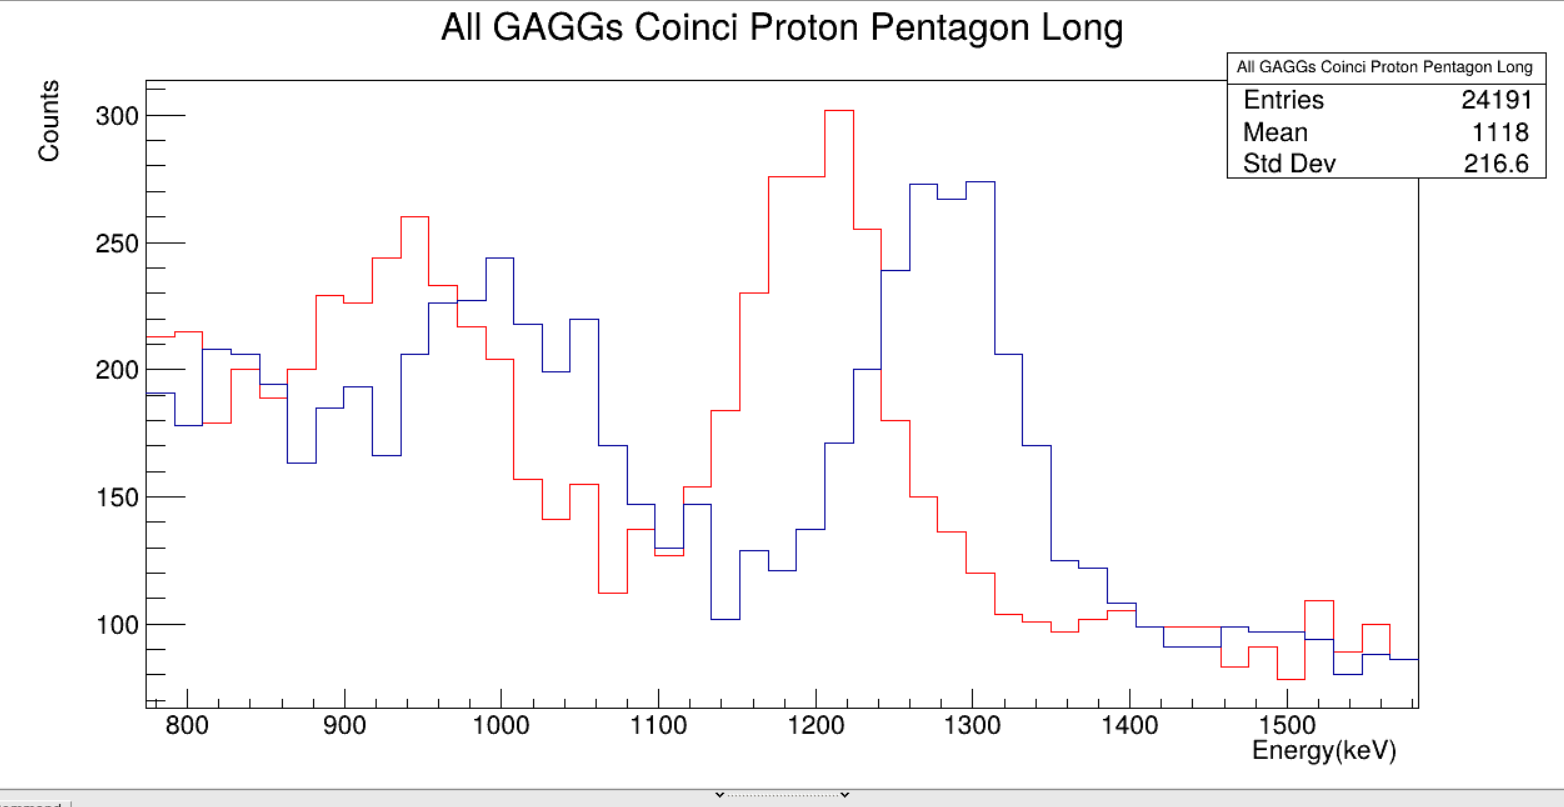 All GAGGs Coinci Proton Pentagon Long
All GAGGs Coinci Proton Pentagon Long
Entries 24191
Mean 1118
Std Dev 216.6
Counts
300
250
200
150
100
800 900 1000 1100 1200 1300 1400 1500
Energy(keV)